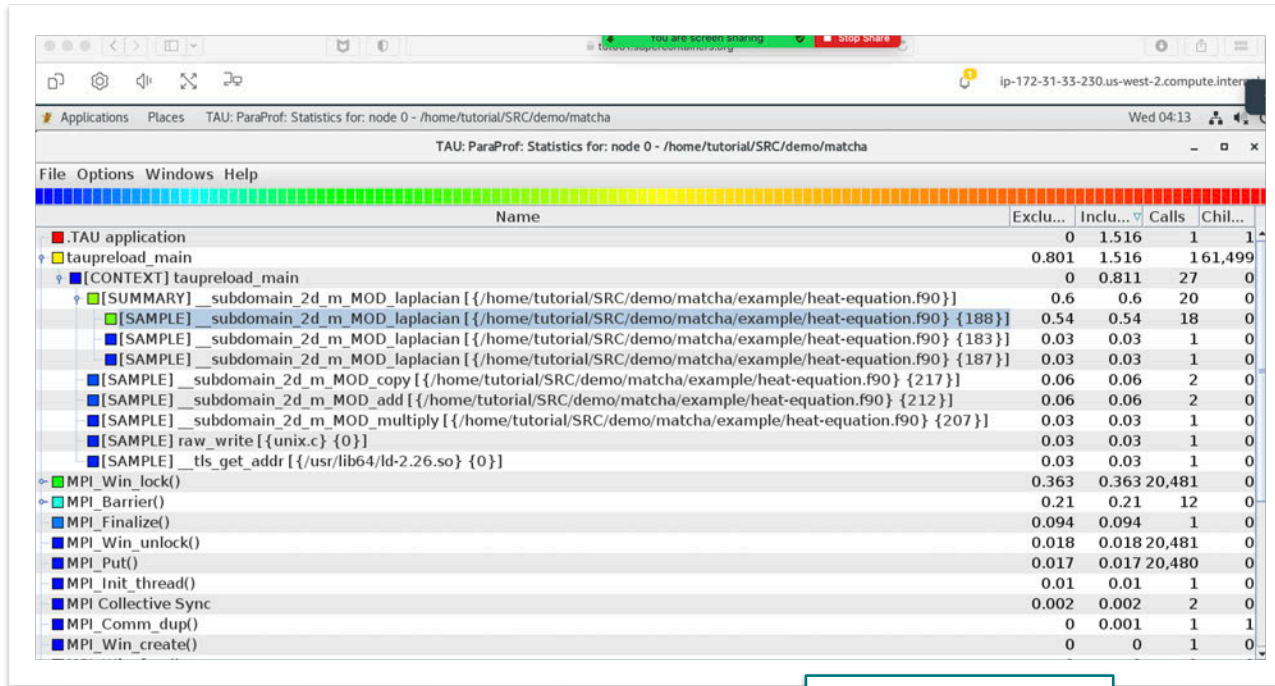 You are screen sharing Stop Share
ip-172-31-33-230.us-west-2.compute.intern
Applications Places TAU: ParaProf: Statistics for: node 0 - /home/tutorial/SRC/demo/matcha Wed 04:13
TAU: ParaProf: Statistics for: node 0 - /home/tutorial/SRC/demo/matcha
File Options Windows Help
Name Exclu... Inclu... Calls Chil...
.TAU application 0 1.516 1 1
taupreload_main 0.801 1.516 1 61,499
[CONTEXT] taupreload_main 0 0.811 27 0
[SUMMARY] __subdomain_2d_m_MOD_laplacian [{/home/tutorial/SRC/demo/matcha/example/heat-equation.f90}] 0.6 0.6 20 0
[SAMPLE] __subdomain_2d_m_MOD_laplacian [{/home/tutorial/SRC/demo/matcha/example/heat-equation.f90} {188}] 0.54 0.54 18 0
[SAMPLE] __subdomain_2d_m_MOD_laplacian [{/home/tutorial/SRC/demo/matcha/example/heat-equation.f90} {183}] 0.03 0.03 1 0
[SAMPLE] __subdomain_2d_m_MOD_laplacian [{/home/tutorial/SRC/demo/matcha/example/heat-equation.f90} {187}] 0.03 0.03 1 0
[SAMPLE] __subdomain_2d_m_MOD_copy [{/home/tutorial/SRC/demo/matcha/example/heat-equation.f90} {217}] 0.06 0.06 2 0
[SAMPLE] __subdomain_2d_m_MOD_add [{/home/tutorial/SRC/demo/matcha/example/heat-equation.f90} {212}] 0.06 0.06 2 0
[SAMPLE] __subdomain_2d_m_MOD_multiply [{/home/tutorial/SRC/demo/matcha/example/heat-equation.f90} {207}] 0.03 0.03 1 0
[SAMPLE] raw_write [{unix.c} {0}] 0.03 0.03 1 0
[SAMPLE] __tls_get_addr [{/usr/lib64/ld-2.26.so} {0}] 0.03 0.03 1 0
MPI_Win_lock() 0.363 0.363 20,481 0
MPI_Barrier() 0.21 0.21 12 0
MPI_Finalize() 0.094 0.094 1 0
MPI_Win_unlock() 0.018 0.018 20,481 0
MPI_Put() 0.017 0.017 20,480 0
MPI_Init_thread() 0.01 0.01 1 0
MPI Collective Sync 0.002 0.002 2 0
MPI_Comm_dup() 0 0.001 1 1
MPI_Win_create() 0 0 1 0